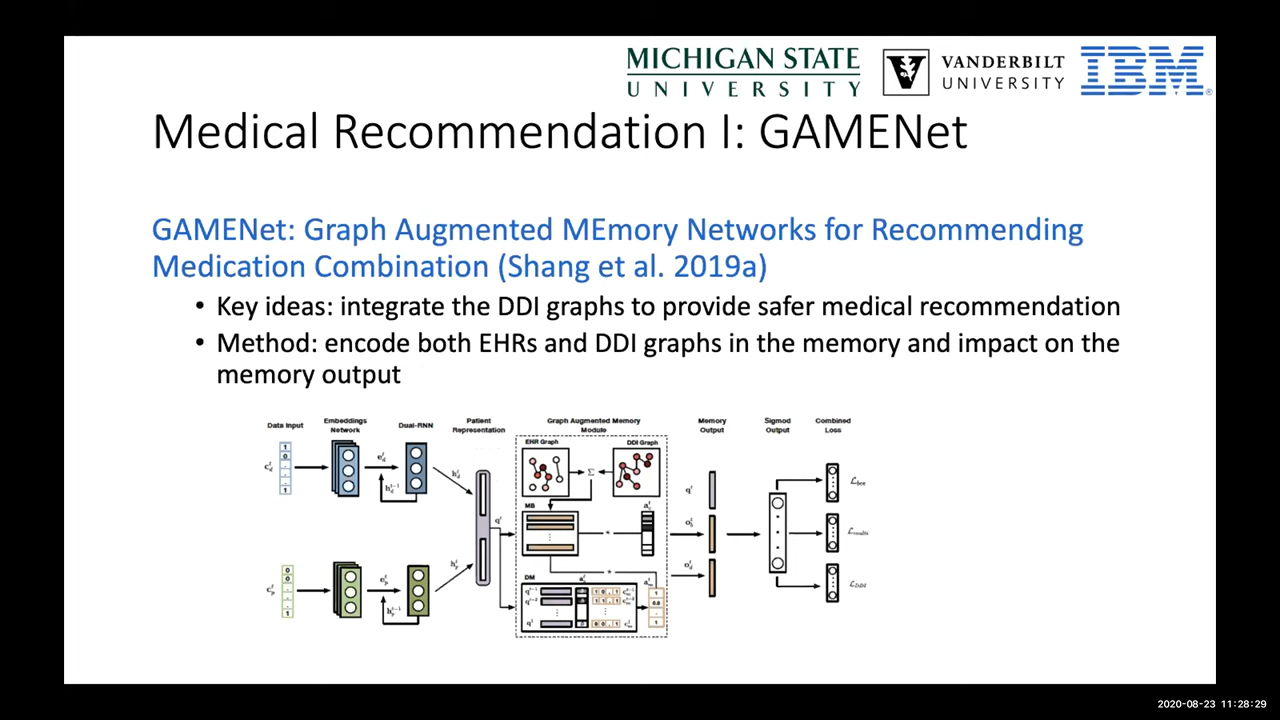 MICHIGAN STATE
UNIVERSITY
VANDERBILT
UNIVERSITY
IBM
Medical Recommendation I: GAMENet
GAMENet: Graph Augmented MEmory Networks for Recommending
Medication Combination (Shang et al. 2019a)
• Key ideas: integrate the DDI graphs to provide safer medical recommendation
• Method: encode both EHRs and DDI graphs in the memory and impact on the
memory output
Data Input
Embeddings
Network
Dual-RNN
Patient
Representation
Graph Augmented Memory
Module
Memory
Output
Sigmod
Output
Combined
Loss
EHR Graph
DDI Graph
MB
DM
2020-08-23 11:28:29